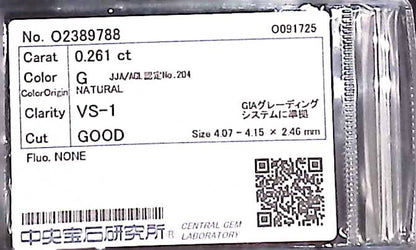 No. O2389788 O091725
Carat 0.261 ct
Color G JJA/AGL認定No.204
ColorOrigin NATURAL
Clarity VS-1 GIAグレーディング
システムに準拠
Cut GOOD Size 4.07 - 4.15 × 2.46 mm
Fluo. NONE
中央宝石研究所 CENTRAL GEM
LABORATORY